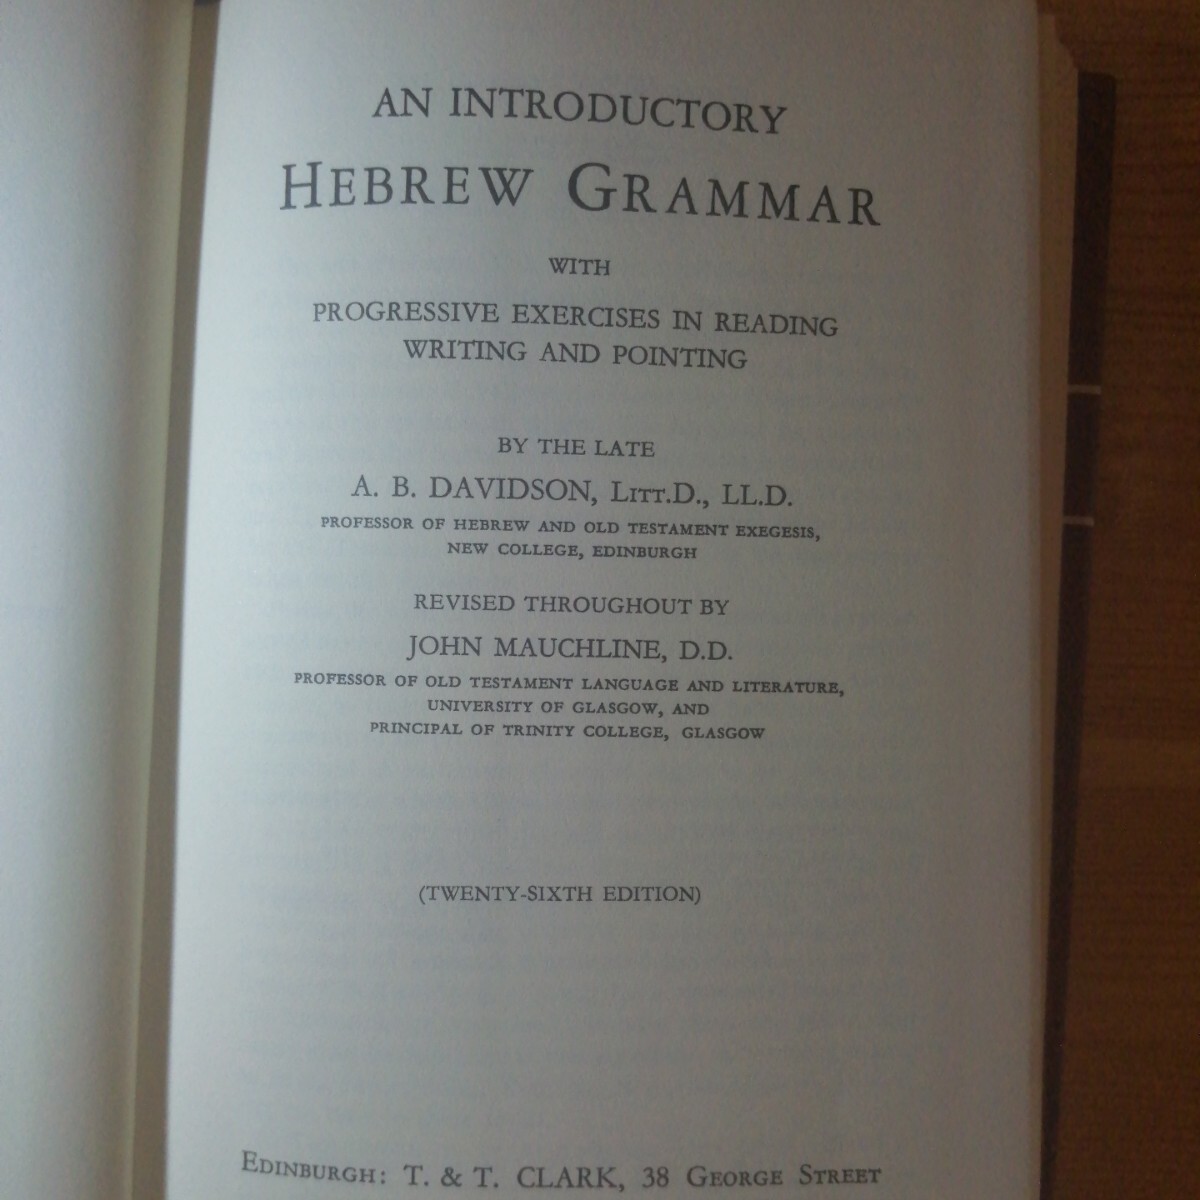 AN INTRODUCTORY
HEBREW GRAMMAR
WITH
PROGRESSIVE EXERCISES IN READING
WRITING AND POINTING
BY THE LATE
A. B. DAVIDSON, LITT.D., LL.D.
PROFESSOR OF HEBREW AND OLD TESTAMENT EXEGESIS,
NEW COLLEGE, EDINBURGH
REVISED THROUGHOUT BY
JOHN MAUCHLINE, D.D.
PROFESSOR OF OLD TESTAMENT LANGUAGE AND LITERATURE,
UNIVERSITY OF GLASGOW, AND
PRINCIPAL OF TRINITY COLLEGE, GLASGOW
(TWENTY-SIXTH EDITION)
EDINBURGH: T. & T. CLARK, 38 GEORGE STREET